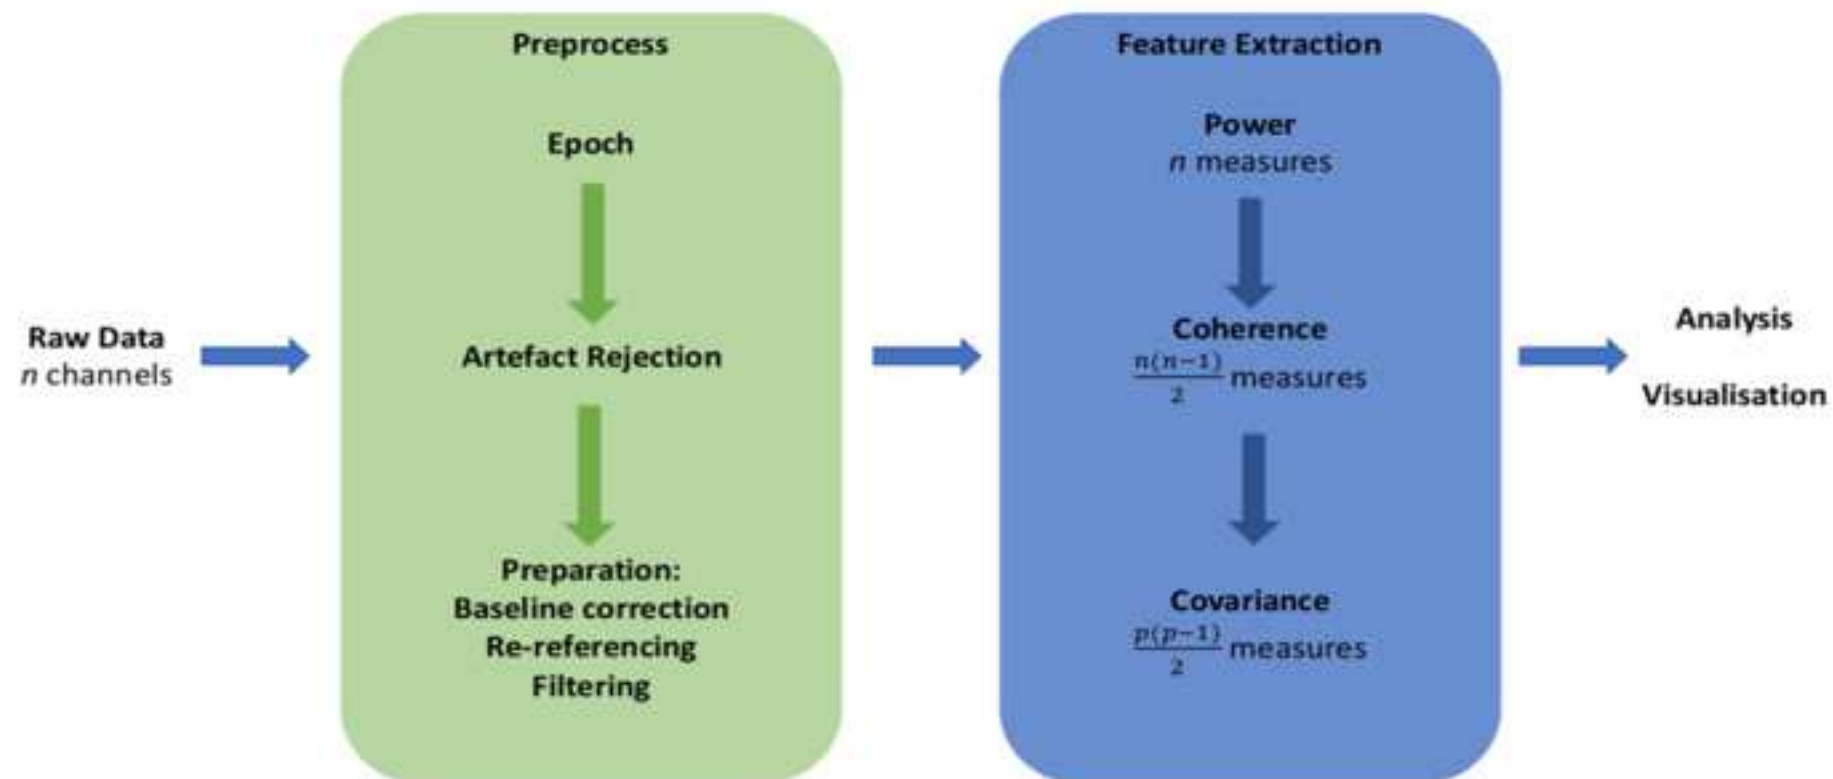 Raw Data
n channels
Preprocess
Epoch
Artefact Rejection
Preparation:
Baseline correction
Re-referencing
Filtering
Feature Extraction
Power
n measures
Coherence
n(n−1)/2 measures
Covariance
p(p−1)/2 measures
Analysis
Visualisation